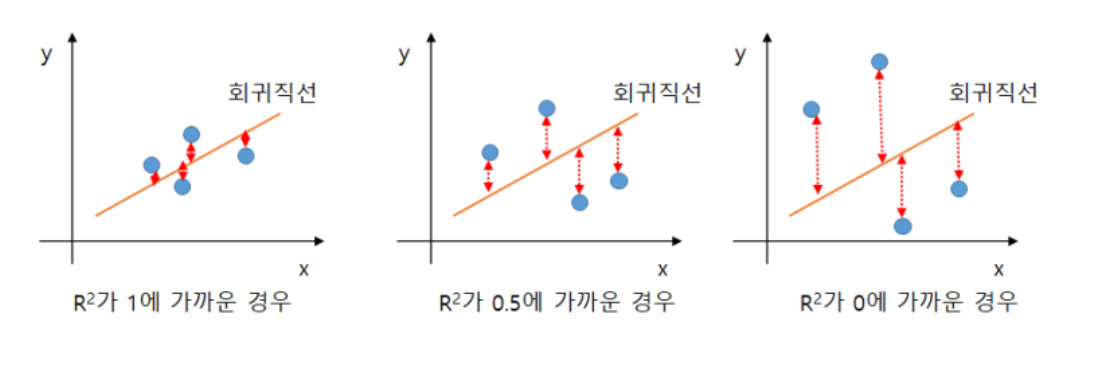 y
회귀직선
x
R²가 1에 가까운 경우
y
회귀직선
x
R²가 0.5에 가까운 경우
y
회귀직선
x
R²가 0에 가까운 경우